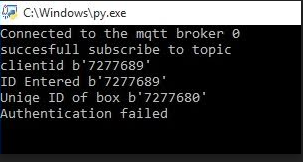 C:\Windows\py.exe
Connected to the mqtt broker 0
succesfull subscribe to topic
clientid b'7277689'
ID Entered b'7277689'
Uniqe ID of box b'7277680'
Authentication failed